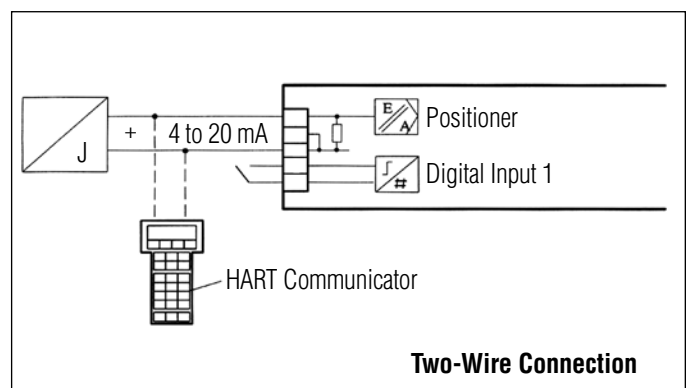 E
A
Positioner
+ 4 to 20 mA
J
#
Digital Input 1
HART Communicator
Two-Wire Connection